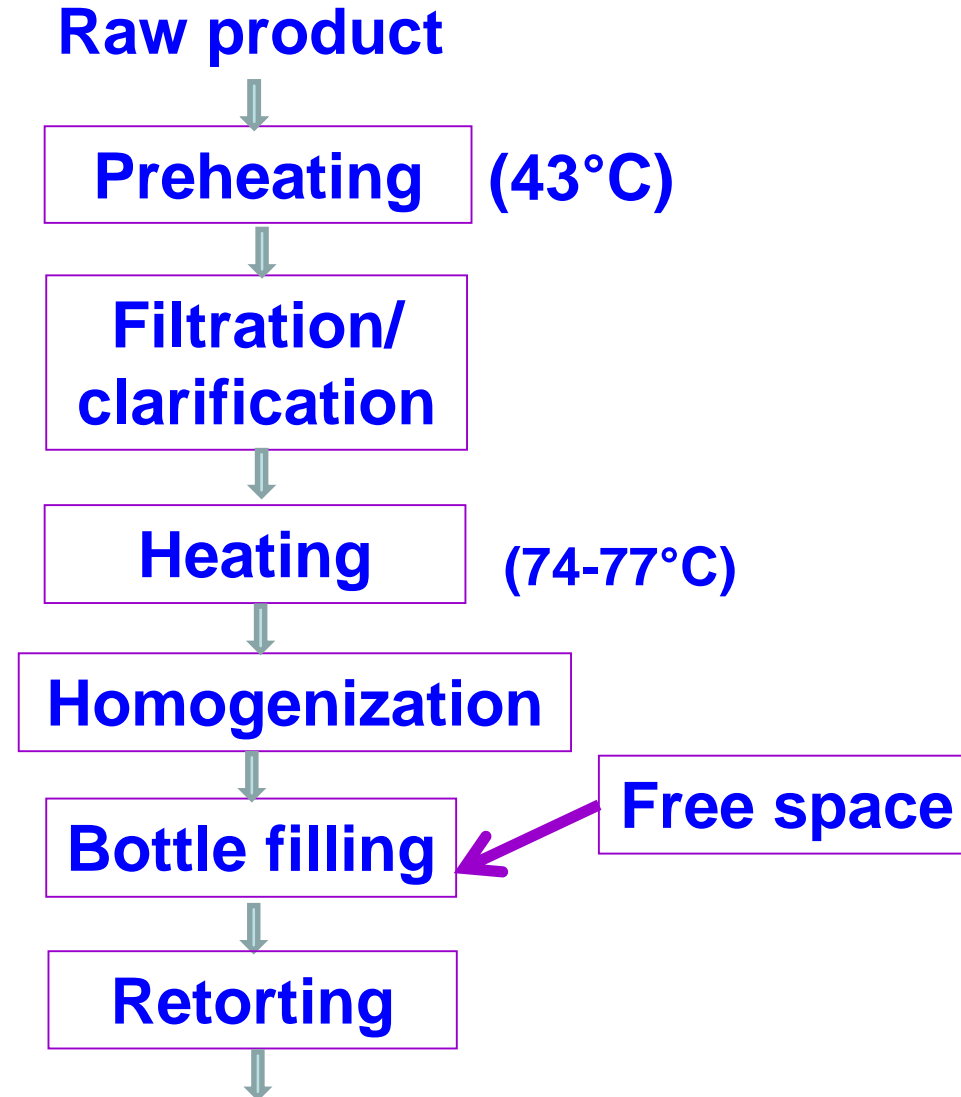 Raw product
Preheating (43°C)
Filtration/
clarification
Heating (74-77°C)
Homogenization
Free space
Bottle filling
Retorting